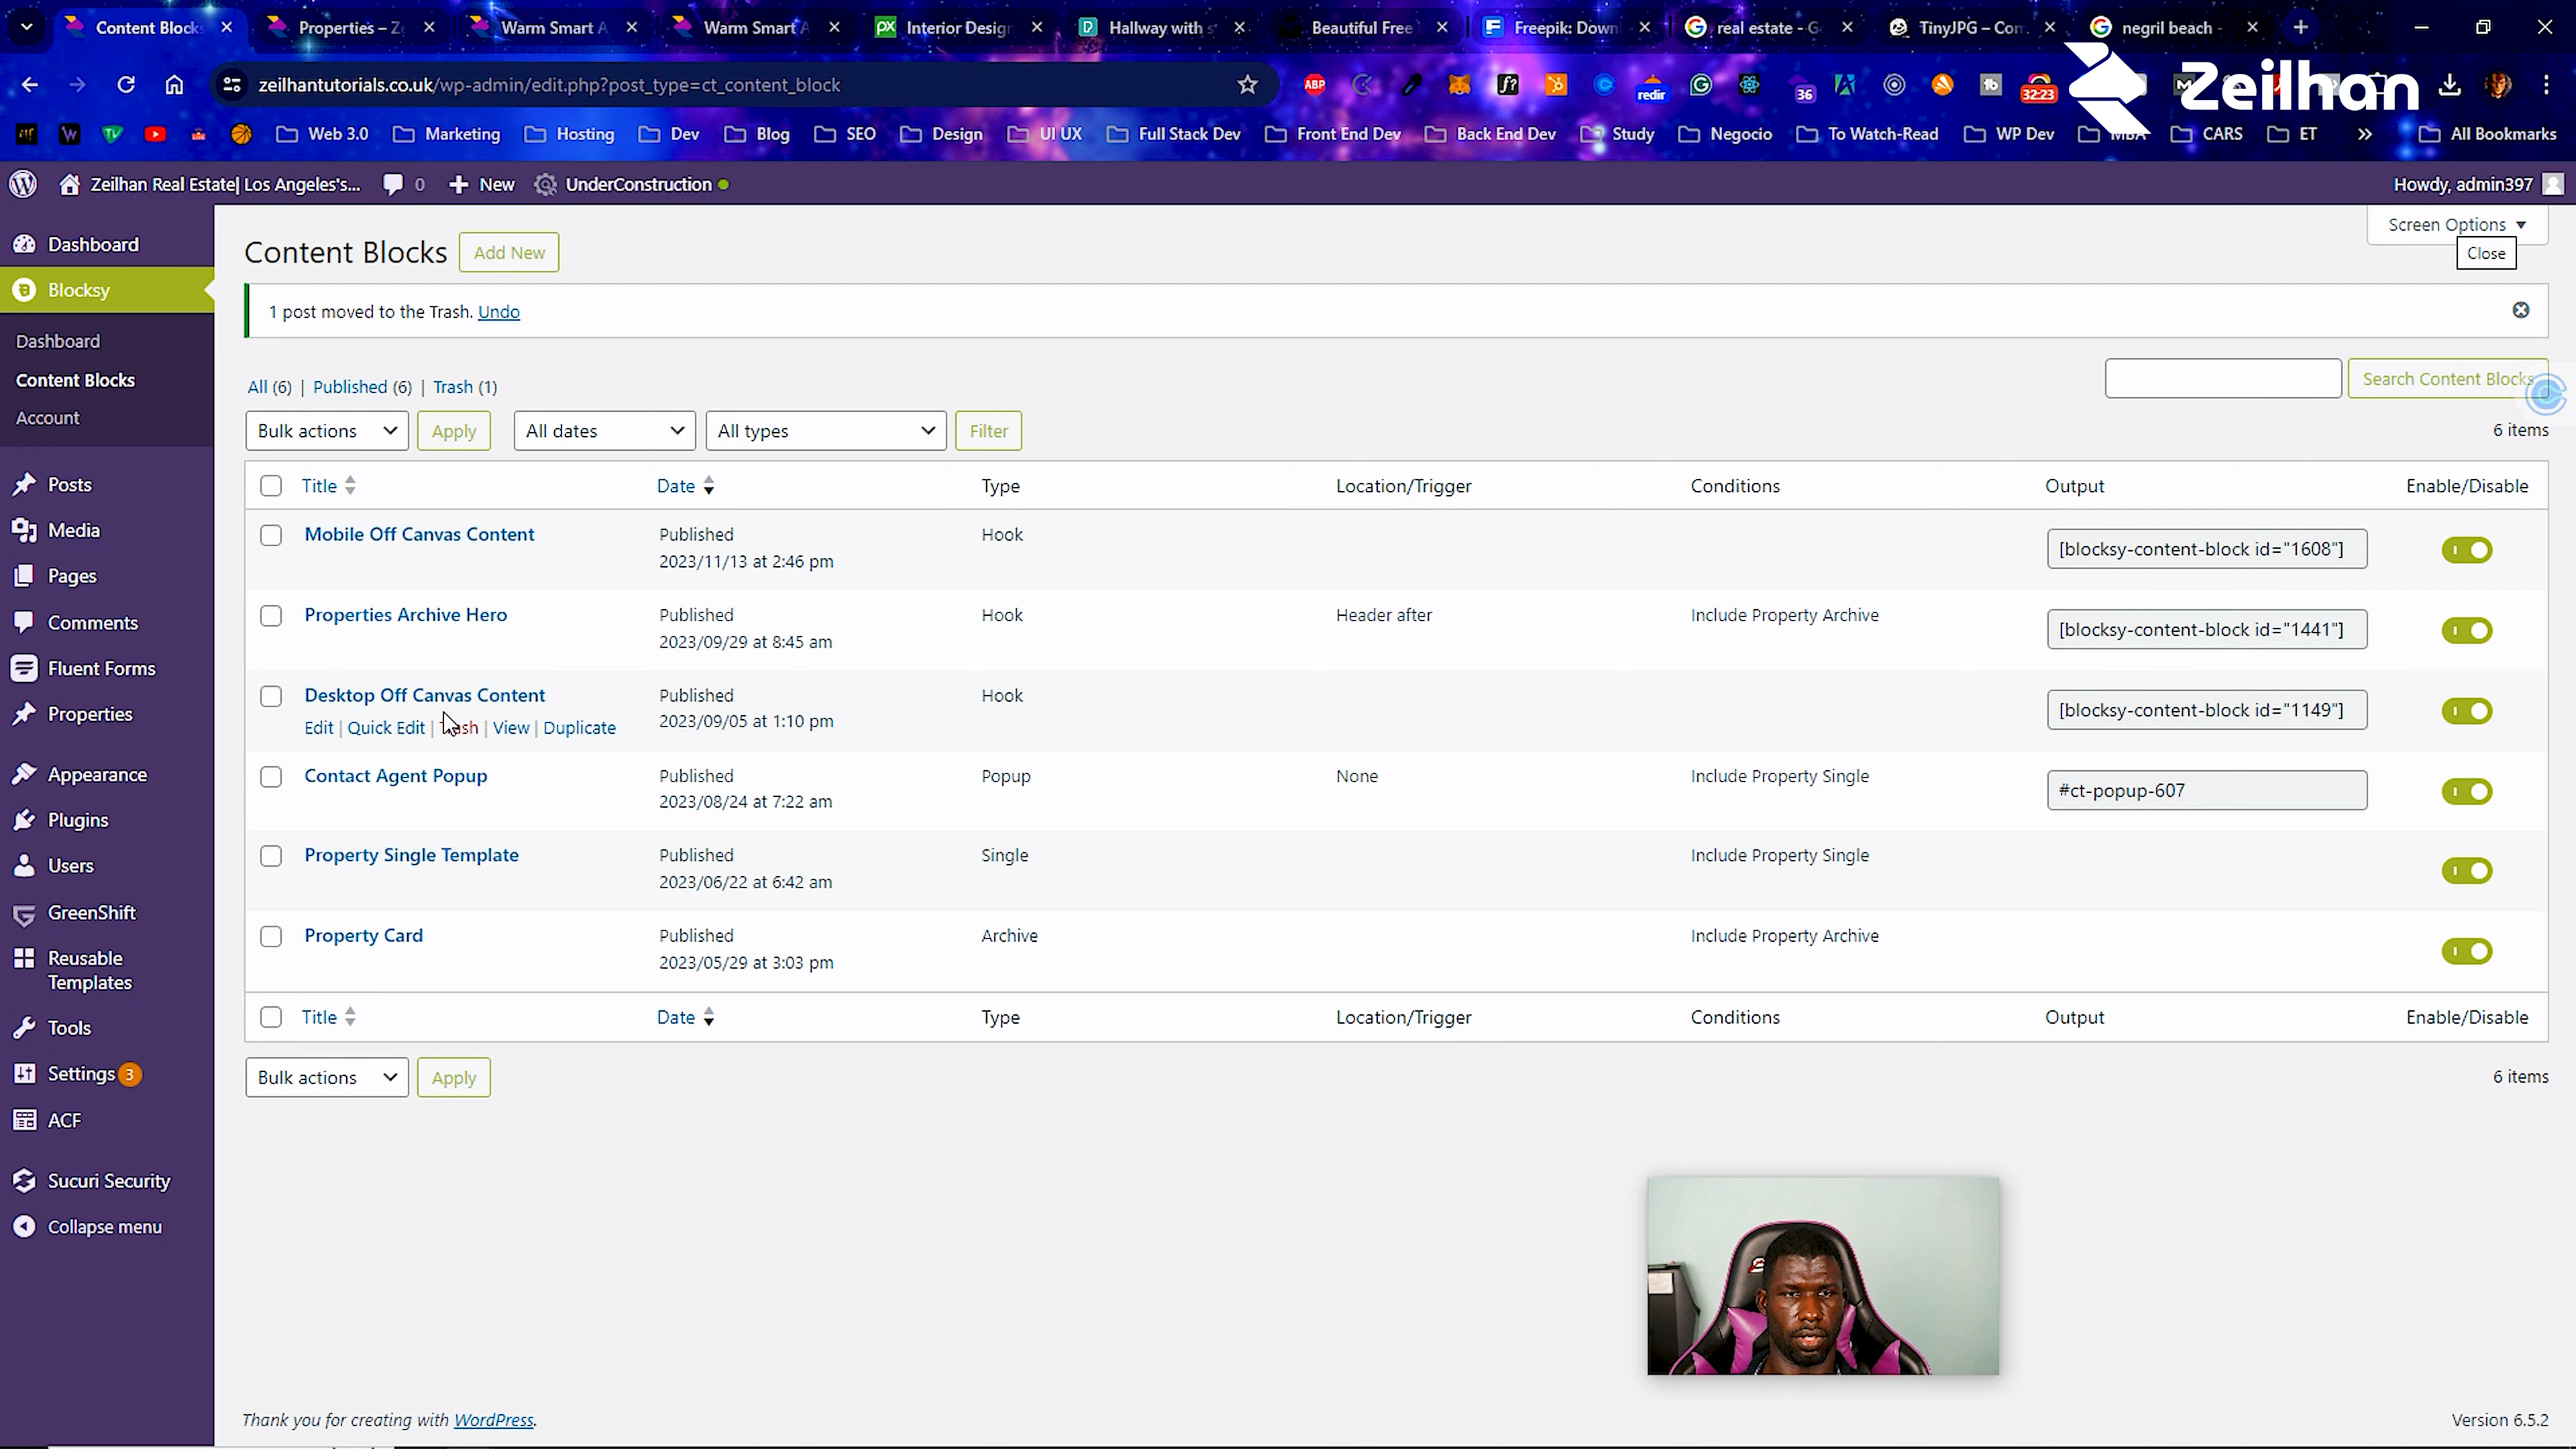 Content Blocks
Properties – Z
Warm Smart A
Warm Smart A
Interior Design
Hallway with s
Beautiful Free
Freepik: Down
real estate - G
TinyJPG – Com
negril beach -
zeilhantutorials.co.uk/wp-admin/edit.php?post_type=ct_content_block
ABP
f?
redir
36
32:23
Zeilhan
Web 3.0
Marketing
Hosting
Dev
Blog
SEO
Design
UI UX
Full Stack Dev
Front End Dev
Back End Dev
Study
Negocio
To Watch-Read
WP Dev
MBA
CARS
ET
All Bookmarks
Zeilhan Real Estate| Los Angeles's...
0
New
UnderConstruction
Howdy, admin397
Dashboard
Blocksy
Dashboard
Content Blocks
Account
Posts
Media
Pages
Comments
Fluent Forms
Properties
Appearance
Plugins
Users
GreenShift
Reusable
Templates
Tools
Settings 3
ACF
Sucuri Security
Collapse menu
Content Blocks Add New
Screen Options
Close
1 post moved to the Trash. Undo
All (6) | Published (6) | Trash (1)
Search Content Blocks
Bulk actions Apply All dates All types Filter
6 items
Title Date Type Location/Trigger Conditions Output Enable/Disable
Mobile Off Canvas Content Published Hook
2023/11/13 at 2:46 pm
[blocksy-content-block id="1608"]
Properties Archive Hero Published Hook Header after Include Property Archive
2023/09/29 at 8:45 am
[blocksy-content-block id="1441"]
Desktop Off Canvas Content Published Hook
2023/09/05 at 1:10 pm
[blocksy-content-block id="1149"]
Edit | Quick Edit | Trash | View | Duplicate
Contact Agent Popup Published Popup None Include Property Single
2023/08/24 at 7:22 am
#ct-popup-607
Property Single Template Published Single Include Property Single
2023/06/22 at 6:42 am
Property Card Published Archive Include Property Archive
2023/05/29 at 3:03 pm
Title Date Type Location/Trigger Conditions Output Enable/Disable
Bulk actions Apply
6 items
Thank you for creating with WordPress.
Version 6.5.2